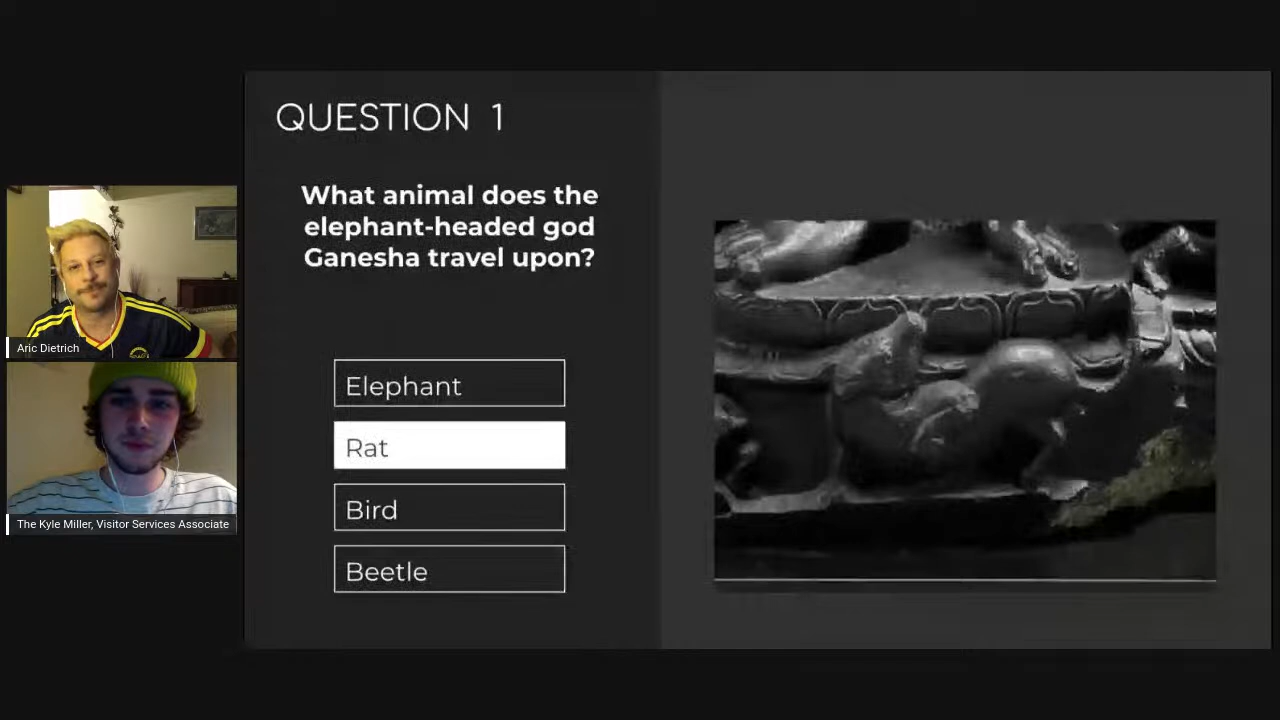 QUESTION 1
What animal does the
elephant-headed god
Ganesha travel upon?
Elephant
Rat
Bird
Beetle
Aric Dietrich
The Kyle Miller, Visitor Services Associate